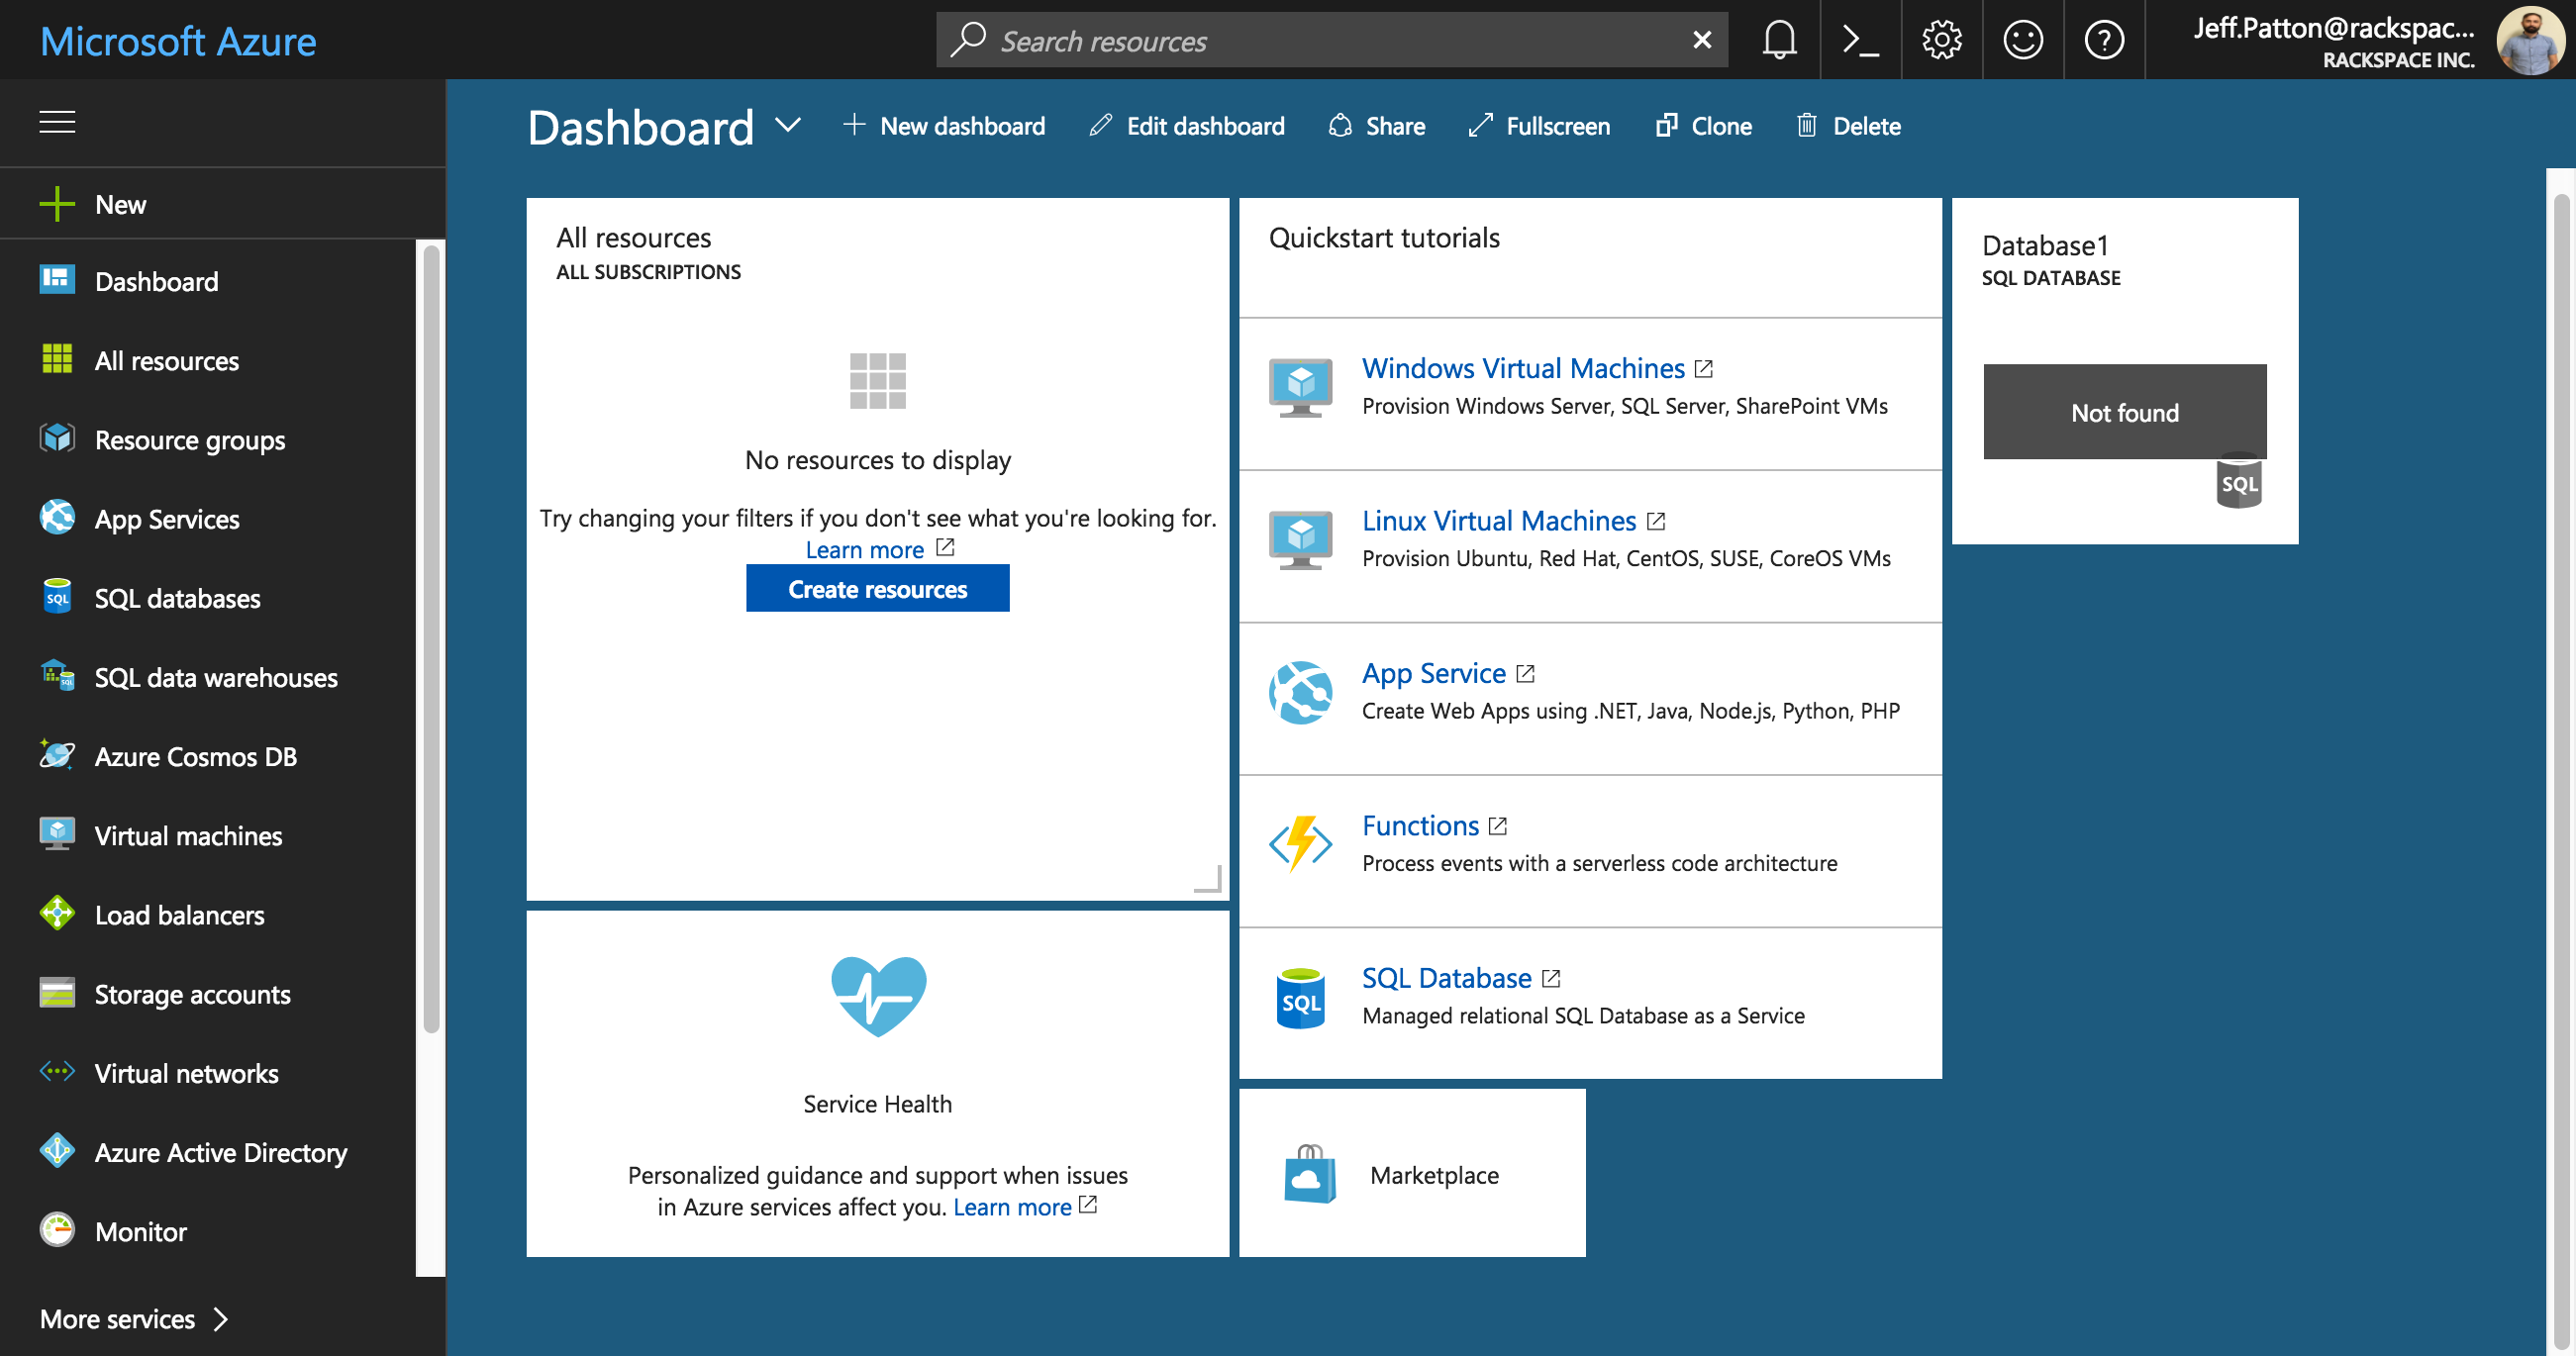 Microsoft Azure
Search resources
Jeff.Patton@rackspac...
RACKSPACE INC.
Dashboard
New dashboard
Edit dashboard
Share
Fullscreen
Clone
Delete
New
Dashboard
All resources
Resource groups
App Services
SQL
SQL databases
SQL
SQL data warehouses
Azure Cosmos DB
Virtual machines
Load balancers
Storage accounts
Virtual networks
Azure Active Directory
Monitor
More services
All resources
ALL SUBSCRIPTIONS
No resources to display
Try changing your filters if you don't see what you're looking for.
Learn more
Create resources
Service Health
Personalized guidance and support when issues
in Azure services affect you. Learn more
Quickstart tutorials
Windows Virtual Machines
Provision Windows Server, SQL Server, SharePoint VMs
Linux Virtual Machines
Provision Ubuntu, Red Hat, CentOS, SUSE, CoreOS VMs
App Service
Create Web Apps using .NET, Java, Node.js, Python, PHP
Functions
Process events with a serverless code architecture
SQL
SQL Database
Managed relational SQL Database as a Service
Marketplace
Database1
SQL DATABASE
Not found
SQL